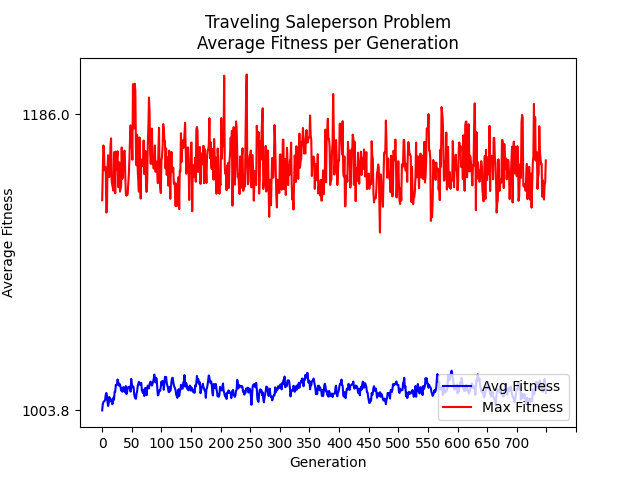 Traveling Saleperson Problem
Average Fitness per Generation
1186.0
Average Fitness
1003.8
Avg Fitness
Max Fitness
0 50 100 150 200 250 300 350 400 450 500 550 600 650 700
Generation